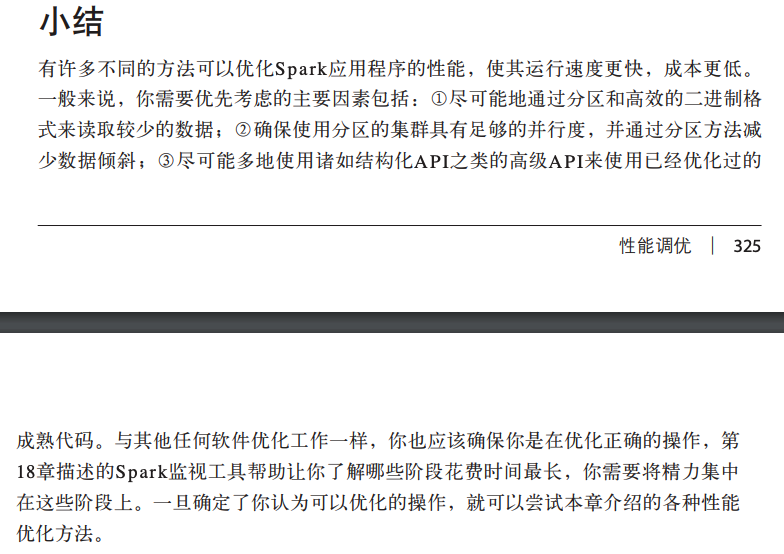 小结
有许多不同的方法可以优化Spark应用程序的性能，使其运行速度更快，成本更低。
一般来说，你需要优先考虑的主要因素包括：①尽可能地通过分区和高效的二进制格
式来读取较少的数据；②确保使用分区的集群具有足够的并行度，并通过分区方法减
少数据倾斜；③尽可能多地使用诸如结构化API之类的高级API来使用已经优化过的
性能调优 | 325
成熟代码。与其他任何软件优化工作一样，你也应该确保你是在优化正确的操作，第
18章描述的Spark监视工具帮助让你了解哪些阶段花费时间最长，你需要将精力集中
在这些阶段上。一旦确定了你认为可以优化的操作，就可以尝试本章介绍的各种性能
优化方法。